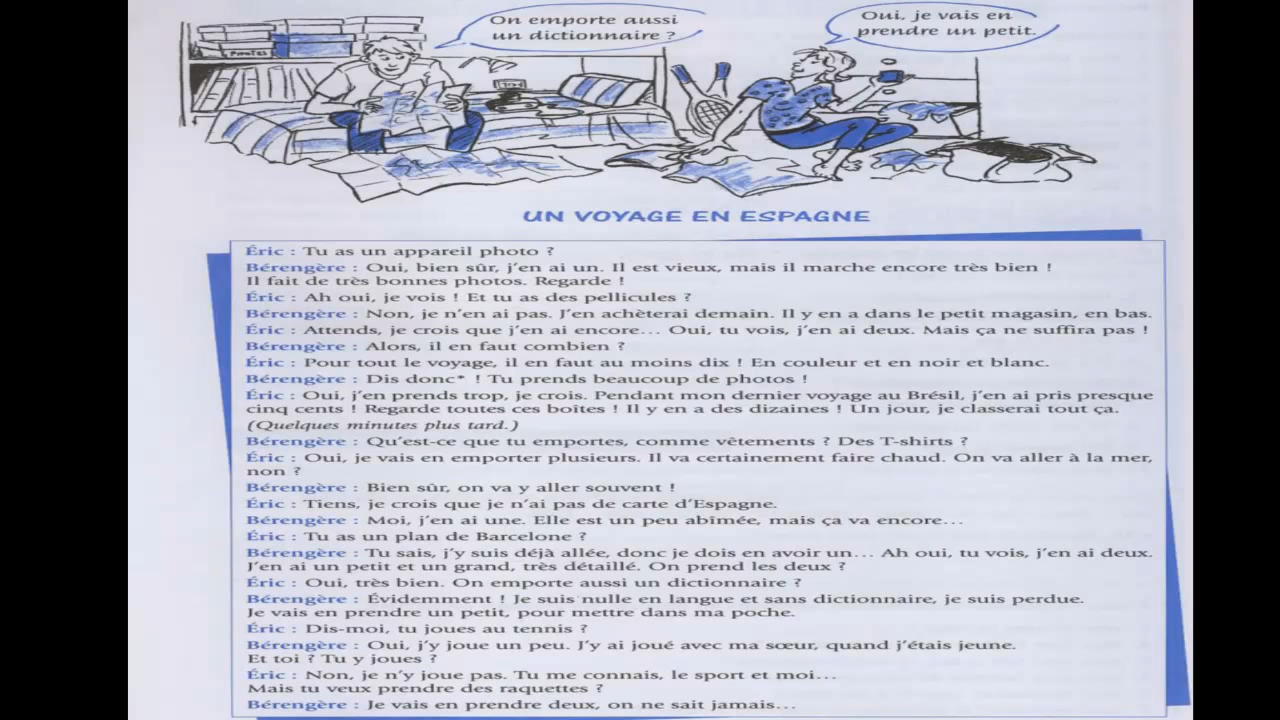 On emporte aussi
un dictionnaire ?
Oui, je vais en
prendre un petit.
PHOTOS
UN VOYAGE EN ESPAGNE
Éric : Tu as un appareil photo ?
Bérengère : Oui, bien sûr, j'en ai un. Il est vieux, mais il marche encore très bien !
Il fait de très bonnes photos. Regarde !
Éric : Ah oui, je vois ! Et tu as des pellicules ?
Bérengère : Non, je n'en ai pas. J'en achèterai demain. Il y en a dans le petit magasin, en bas.
Éric : Attends, je crois que j'en ai encore… Oui, tu vois, j'en ai deux. Mais ça ne suffira pas !
Bérengère : Alors, il en faut combien ?
Éric : Pour tout le voyage, il en faut au moins dix ! En couleur et en noir et blanc.
Bérengère : Dis donc* ! Tu prends beaucoup de photos !
Éric : Oui, j'en prends trop, je crois. Pendant mon dernier voyage au Brésil, j'en ai pris presque
cinq cents ! Regarde toutes ces boîtes ! Il y en a des dizaines ! Un jour, je classerai tout ça.
(Quelques minutes plus tard.)
Bérengère : Qu'est-ce que tu emportes, comme vêtements ? Des T-shirts ?
Éric : Oui, je vais en emporter plusieurs. Il va certainement faire chaud. On va aller à la mer,
non ?
Bérengère : Bien sûr, on va y aller souvent !
Éric : Tiens, je crois que je n'ai pas de carte d'Espagne.
Bérengère : Moi, j'en ai une. Elle est un peu abîmée, mais ça va encore…
Éric : Tu as un plan de Barcelone ?
Bérengère : Tu sais, j'y suis déjà allée, donc je dois en avoir un… Ah oui, tu vois, j'en ai deux.
J'en ai un petit et un grand, très détaillé. On prend les deux ?
Éric : Oui, très bien. On emporte aussi un dictionnaire ?
Bérengère : Évidemment ! Je suis nulle en langue et sans dictionnaire, je suis perdue.
Je vais en prendre un petit, pour mettre dans ma poche.
Éric : Dis-moi, tu joues au tennis ?
Bérengère : Oui, j'y joue un peu. J'y ai joué avec ma sœur, quand j'étais jeune.
Et toi ? Tu y joues ?
Éric : Non, je n'y joue pas. Tu me connais, le sport et moi…
Mais tu veux prendre des raquettes ?
Bérengère : Je vais en prendre deux, on ne sait jamais…